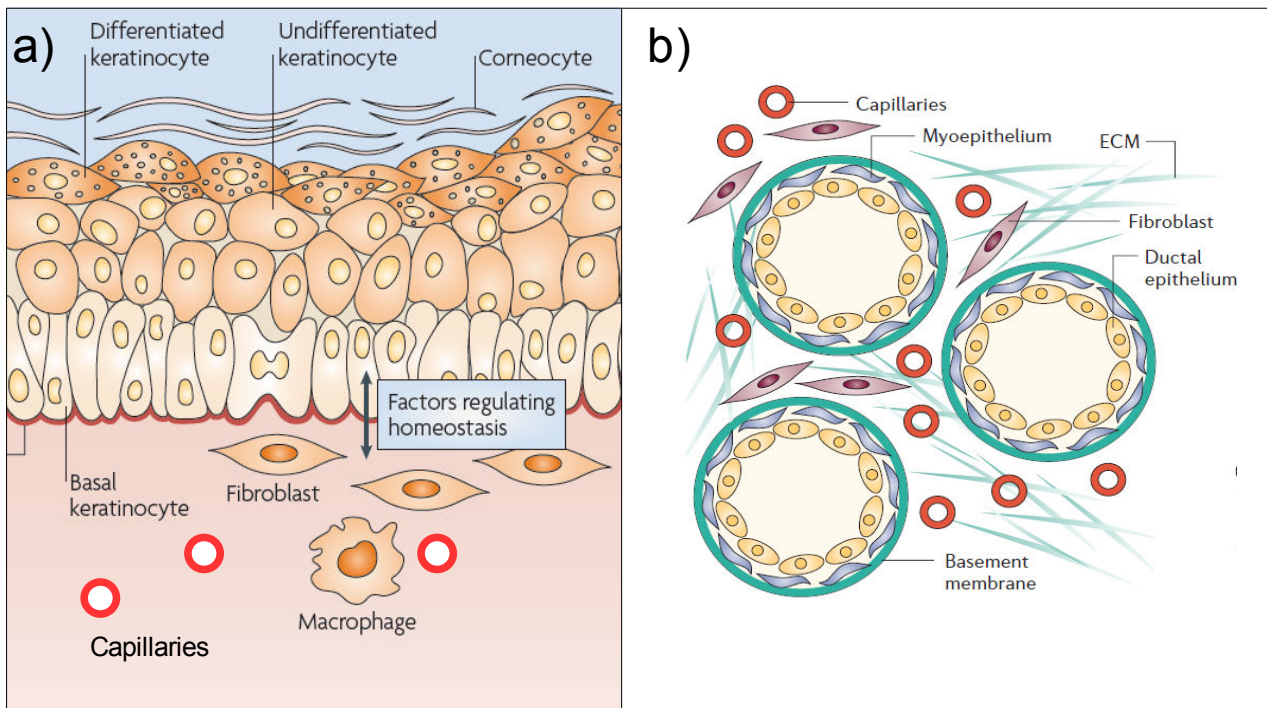 a)
Differentiated
keratinocyte
Undifferentiated
keratinocyte
Corneocyte
Factors regulating
homeostasis
Basal
keratinocyte
Fibroblast
Macrophage
Capillaries
b)
Capillaries
Myoepithelium
ECM
Fibroblast
Ductal
epithelium
Basement
membrane